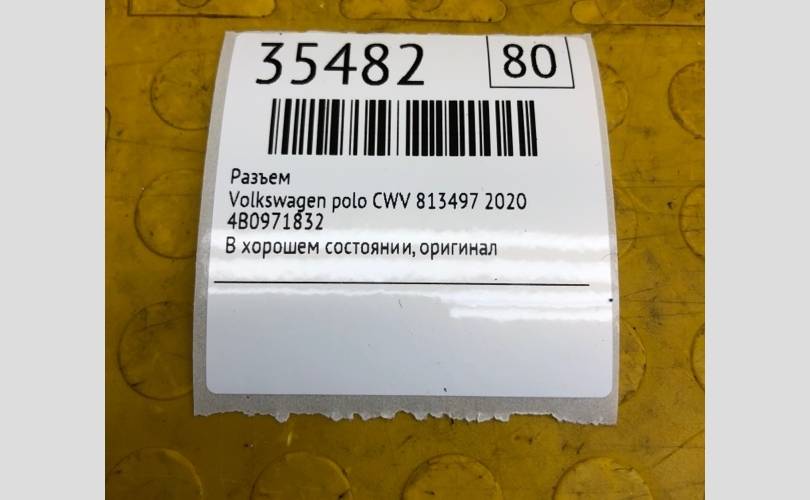 35482 80
Разъем
Volkswagen polo CWV 813497 2020
4B0971832
В хорошем состоянии, оригинал